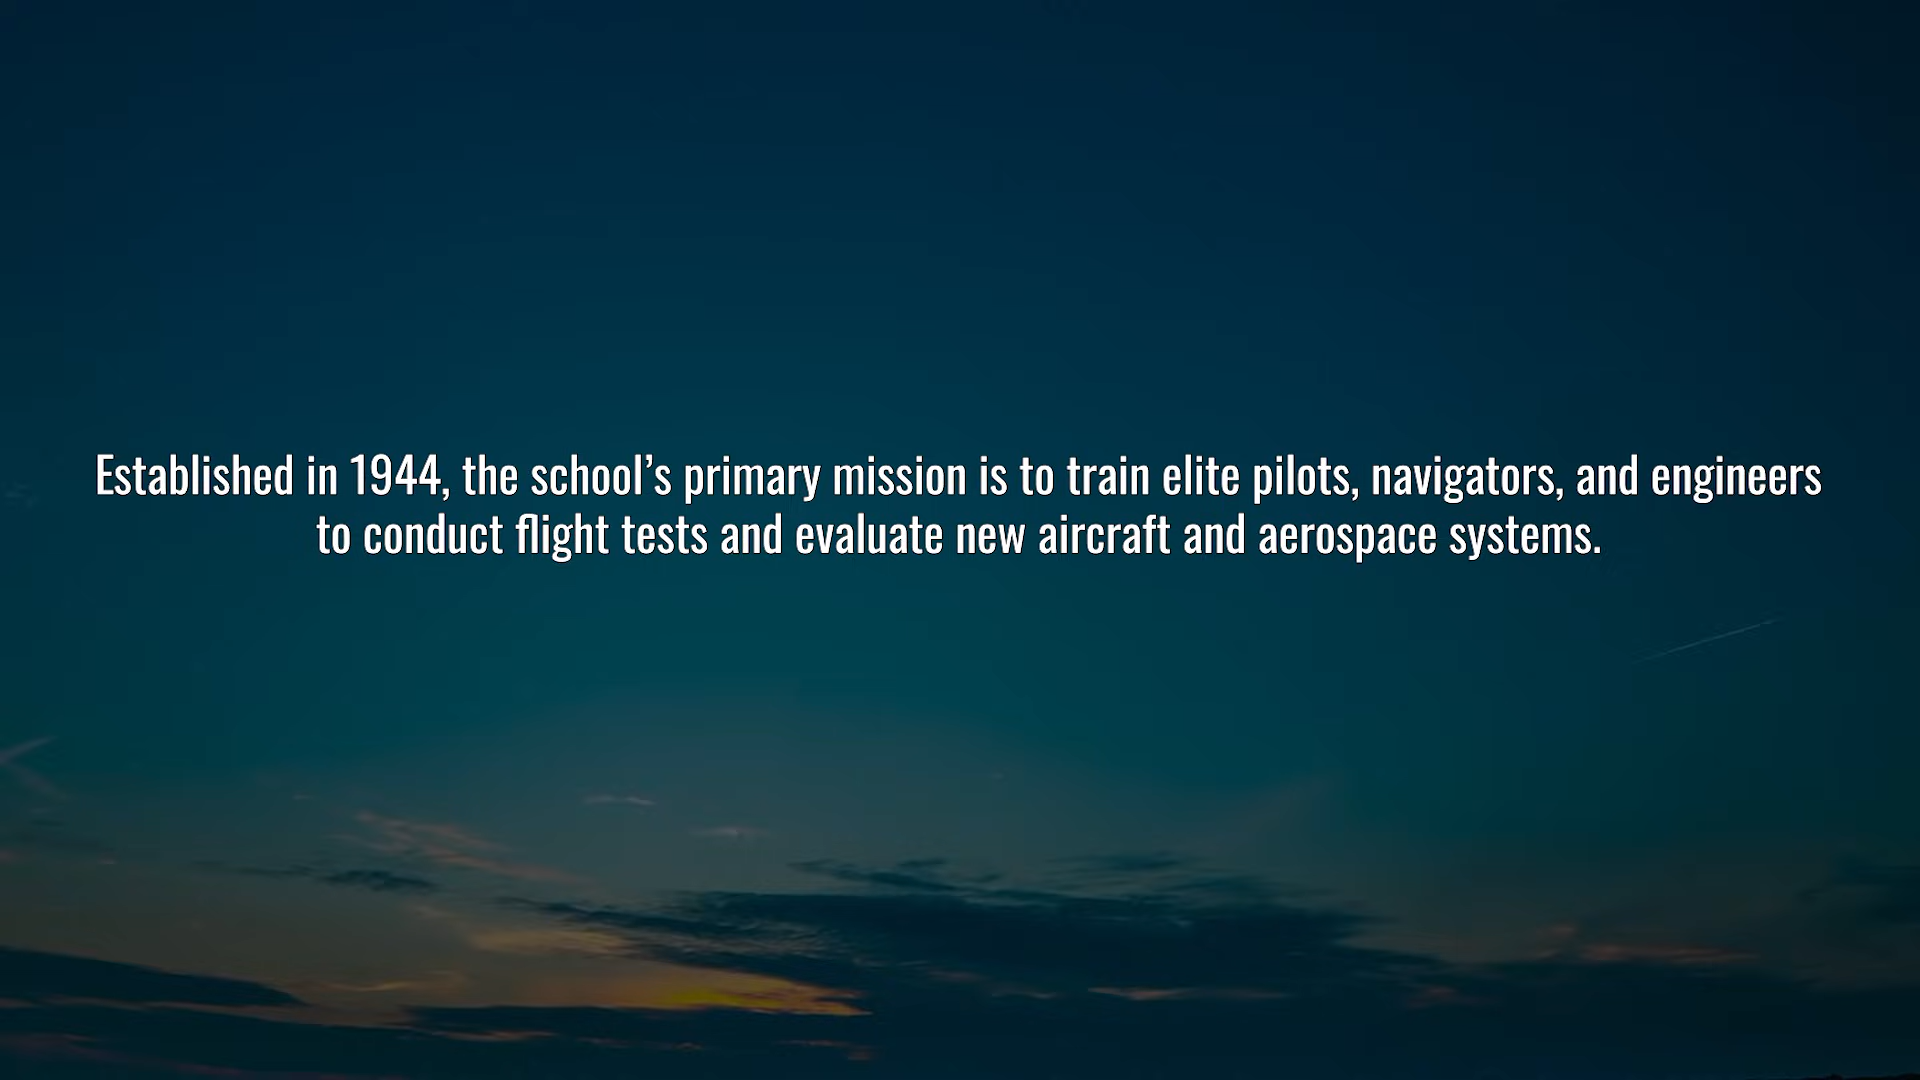 Established in 1944, the school’s primary mission is to train elite pilots, navigators, and engineers
to conduct flight tests and evaluate new aircraft and aerospace systems.